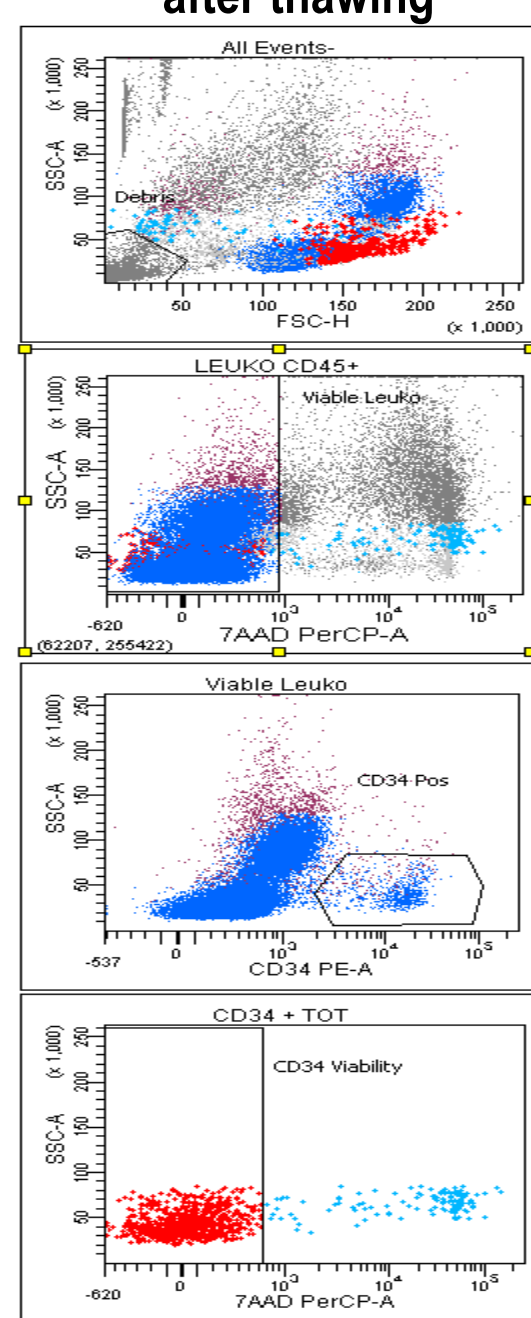 after thawing
All Events-
SSC-A
(x 1,000)
50 100 150 200 250
Debris
50 100 150 200 250
FSC-H
(x 1,000)
LEUKO CD45+
SSC-A
(x 1,000)
50 100 150 200 250
Viable Leuko
-620 0 10³ 10⁴ 10⁵
7AAD PerCP-A
(62207, 255422)
Viable Leuko
SSC-A
(x 1,000)
50 100 150 200 250
CD34 Pos
-537 0 10³ 10⁴ 10⁵
CD34 PE-A
CD34 + TOT
SSC-A
(x 1,000)
50 100 150 200 250
CD34 Viability
-620 0 10³ 10⁴ 10⁵
7AAD PerCP-A